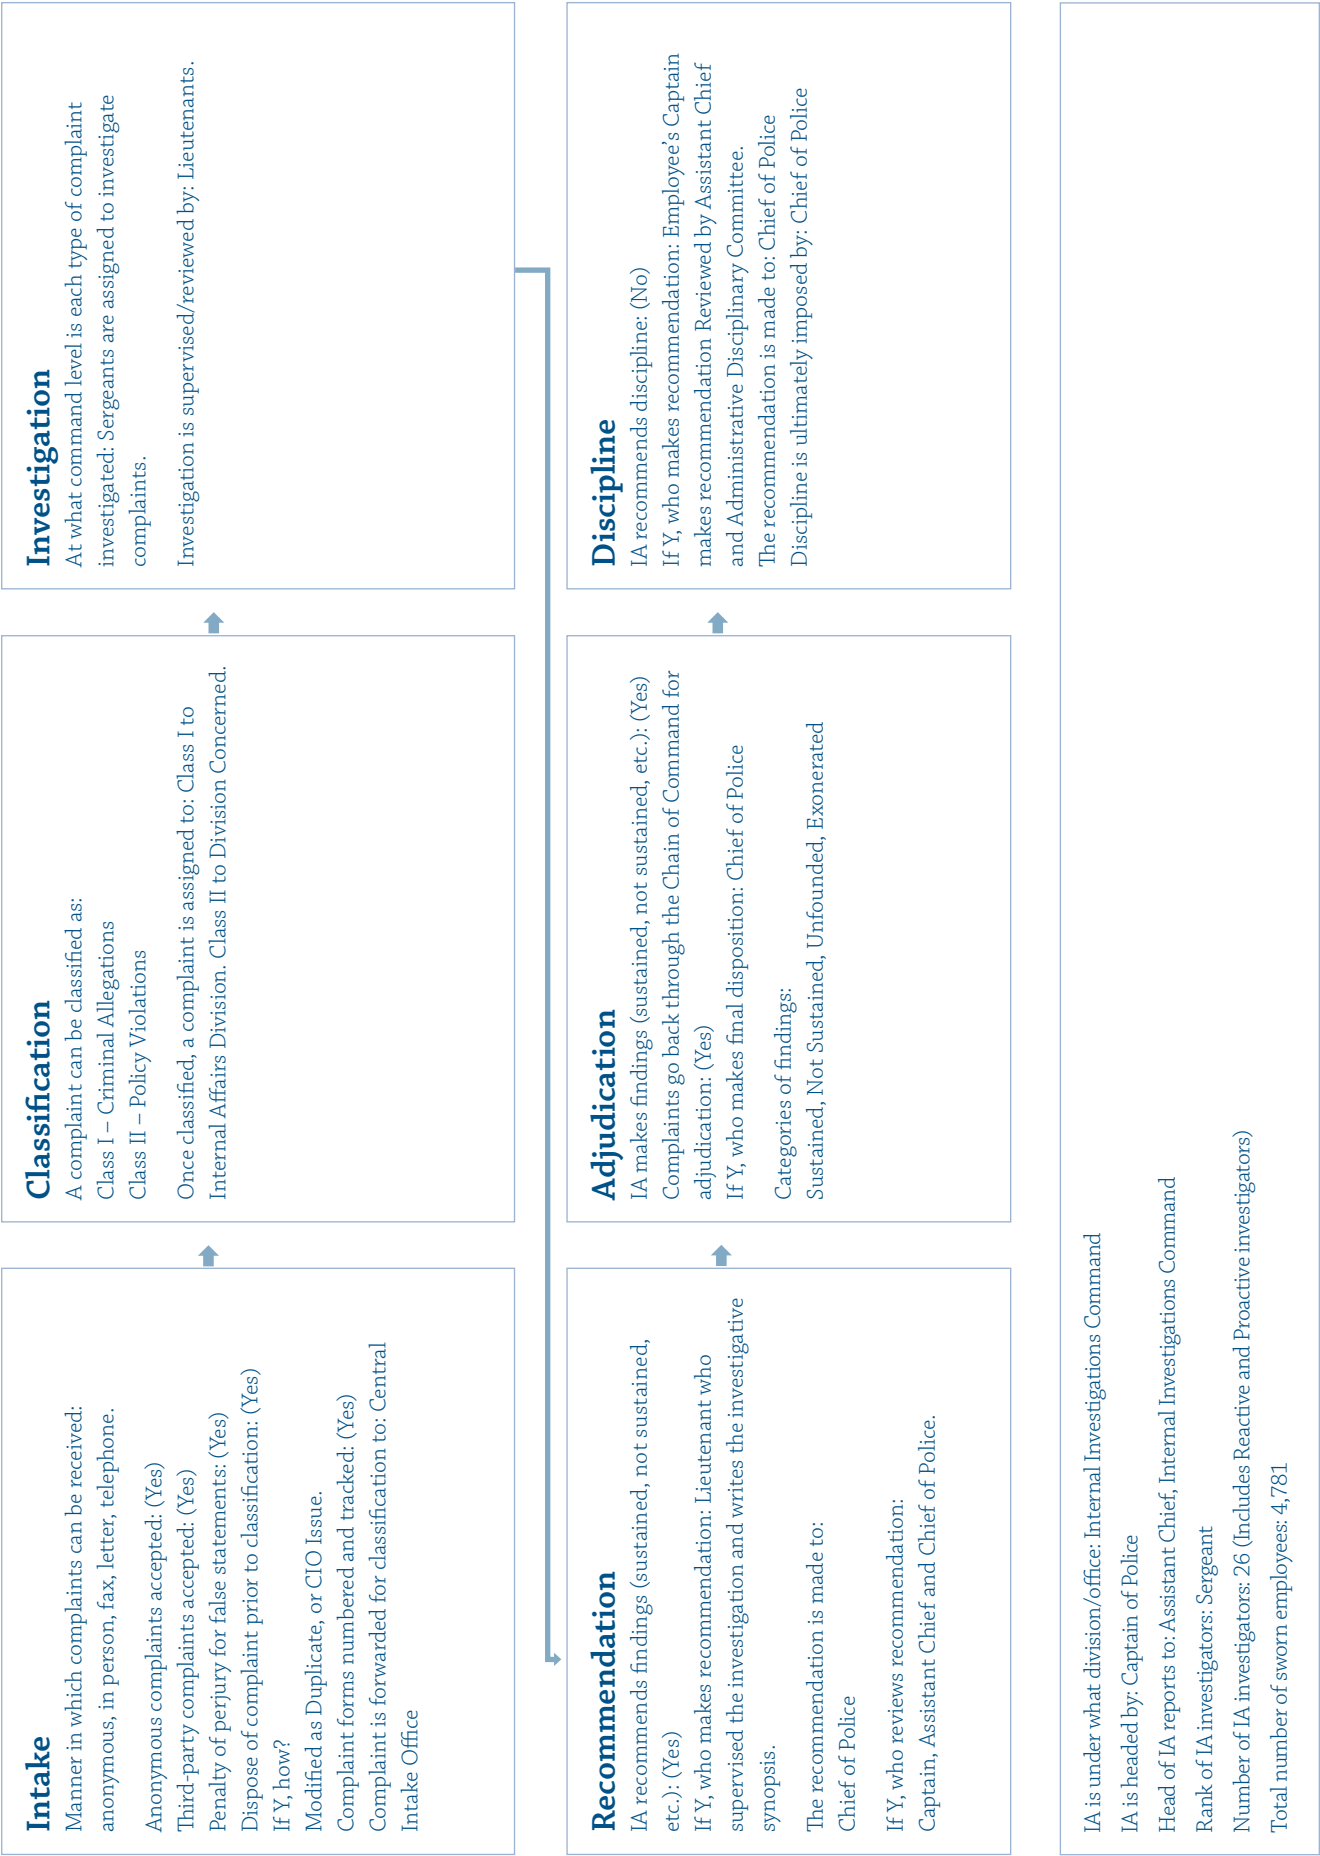 Intake
Manner in which complaints can be received:
anonymous, in person, fax, letter, telephone.
Anonymous complaints accepted: (Yes)
Third-party complaints accepted: (Yes)
Penalty of perjury for false statements: (Yes)
Dispose of complaint prior to classification: (Yes)
If Y, how?
Modified as Duplicate, or CIO Issue.
Complaint forms numbered and tracked: (Yes)
Complaint is forwarded for classification to: Central
Intake Office
Classification
A complaint can be classified as:
Class I – Criminal Allegations
Class II – Policy Violations
Once classified, a complaint is assigned to: Class I to
Internal Affairs Division. Class II to Division Concerned.
Investigation
At what command level is each type of complaint
investigated: Sergeants are assigned to investigate
complaints.
Investigation is supervised/reviewed by: Lieutenants.
Recommendation
IA recommends findings (sustained, not sustained,
etc.): (Yes)
If Y, who makes recommendation: Lieutenant who
supervised the investigation and writes the investigative
synopsis.
The recommendation is made to:
Chief of Police
If Y, who reviews recommendation:
Captain, Assistant Chief and Chief of Police.
Adjudication
IA makes findings (sustained, not sustained, etc.): (Yes)
Complaints go back through the Chain of Command for
adjudication: (Yes)
If Y, who makes final disposition: Chief of Police
Categories of findings:
Sustained, Not Sustained, Unfounded, Exonerated
Discipline
IA recommends discipline: (No)
If Y, who makes recommendation: Employee’s Captain
makes recommendation Reviewed by Assistant Chief
and Administrative Disciplinary Committee.
The recommendation is made to: Chief of Police
Discipline is ultimately imposed by: Chief of Police
IA is under what division/office: Internal Investigations Command
IA is headed by: Captain of Police
Head of IA reports to: Assistant Chief, Internal Investigations Command
Rank of IA investigators: Sergeant
Number of IA investigators: 26 (Includes Reactive and Proactive investigators)
Total number of sworn employees: 4,781